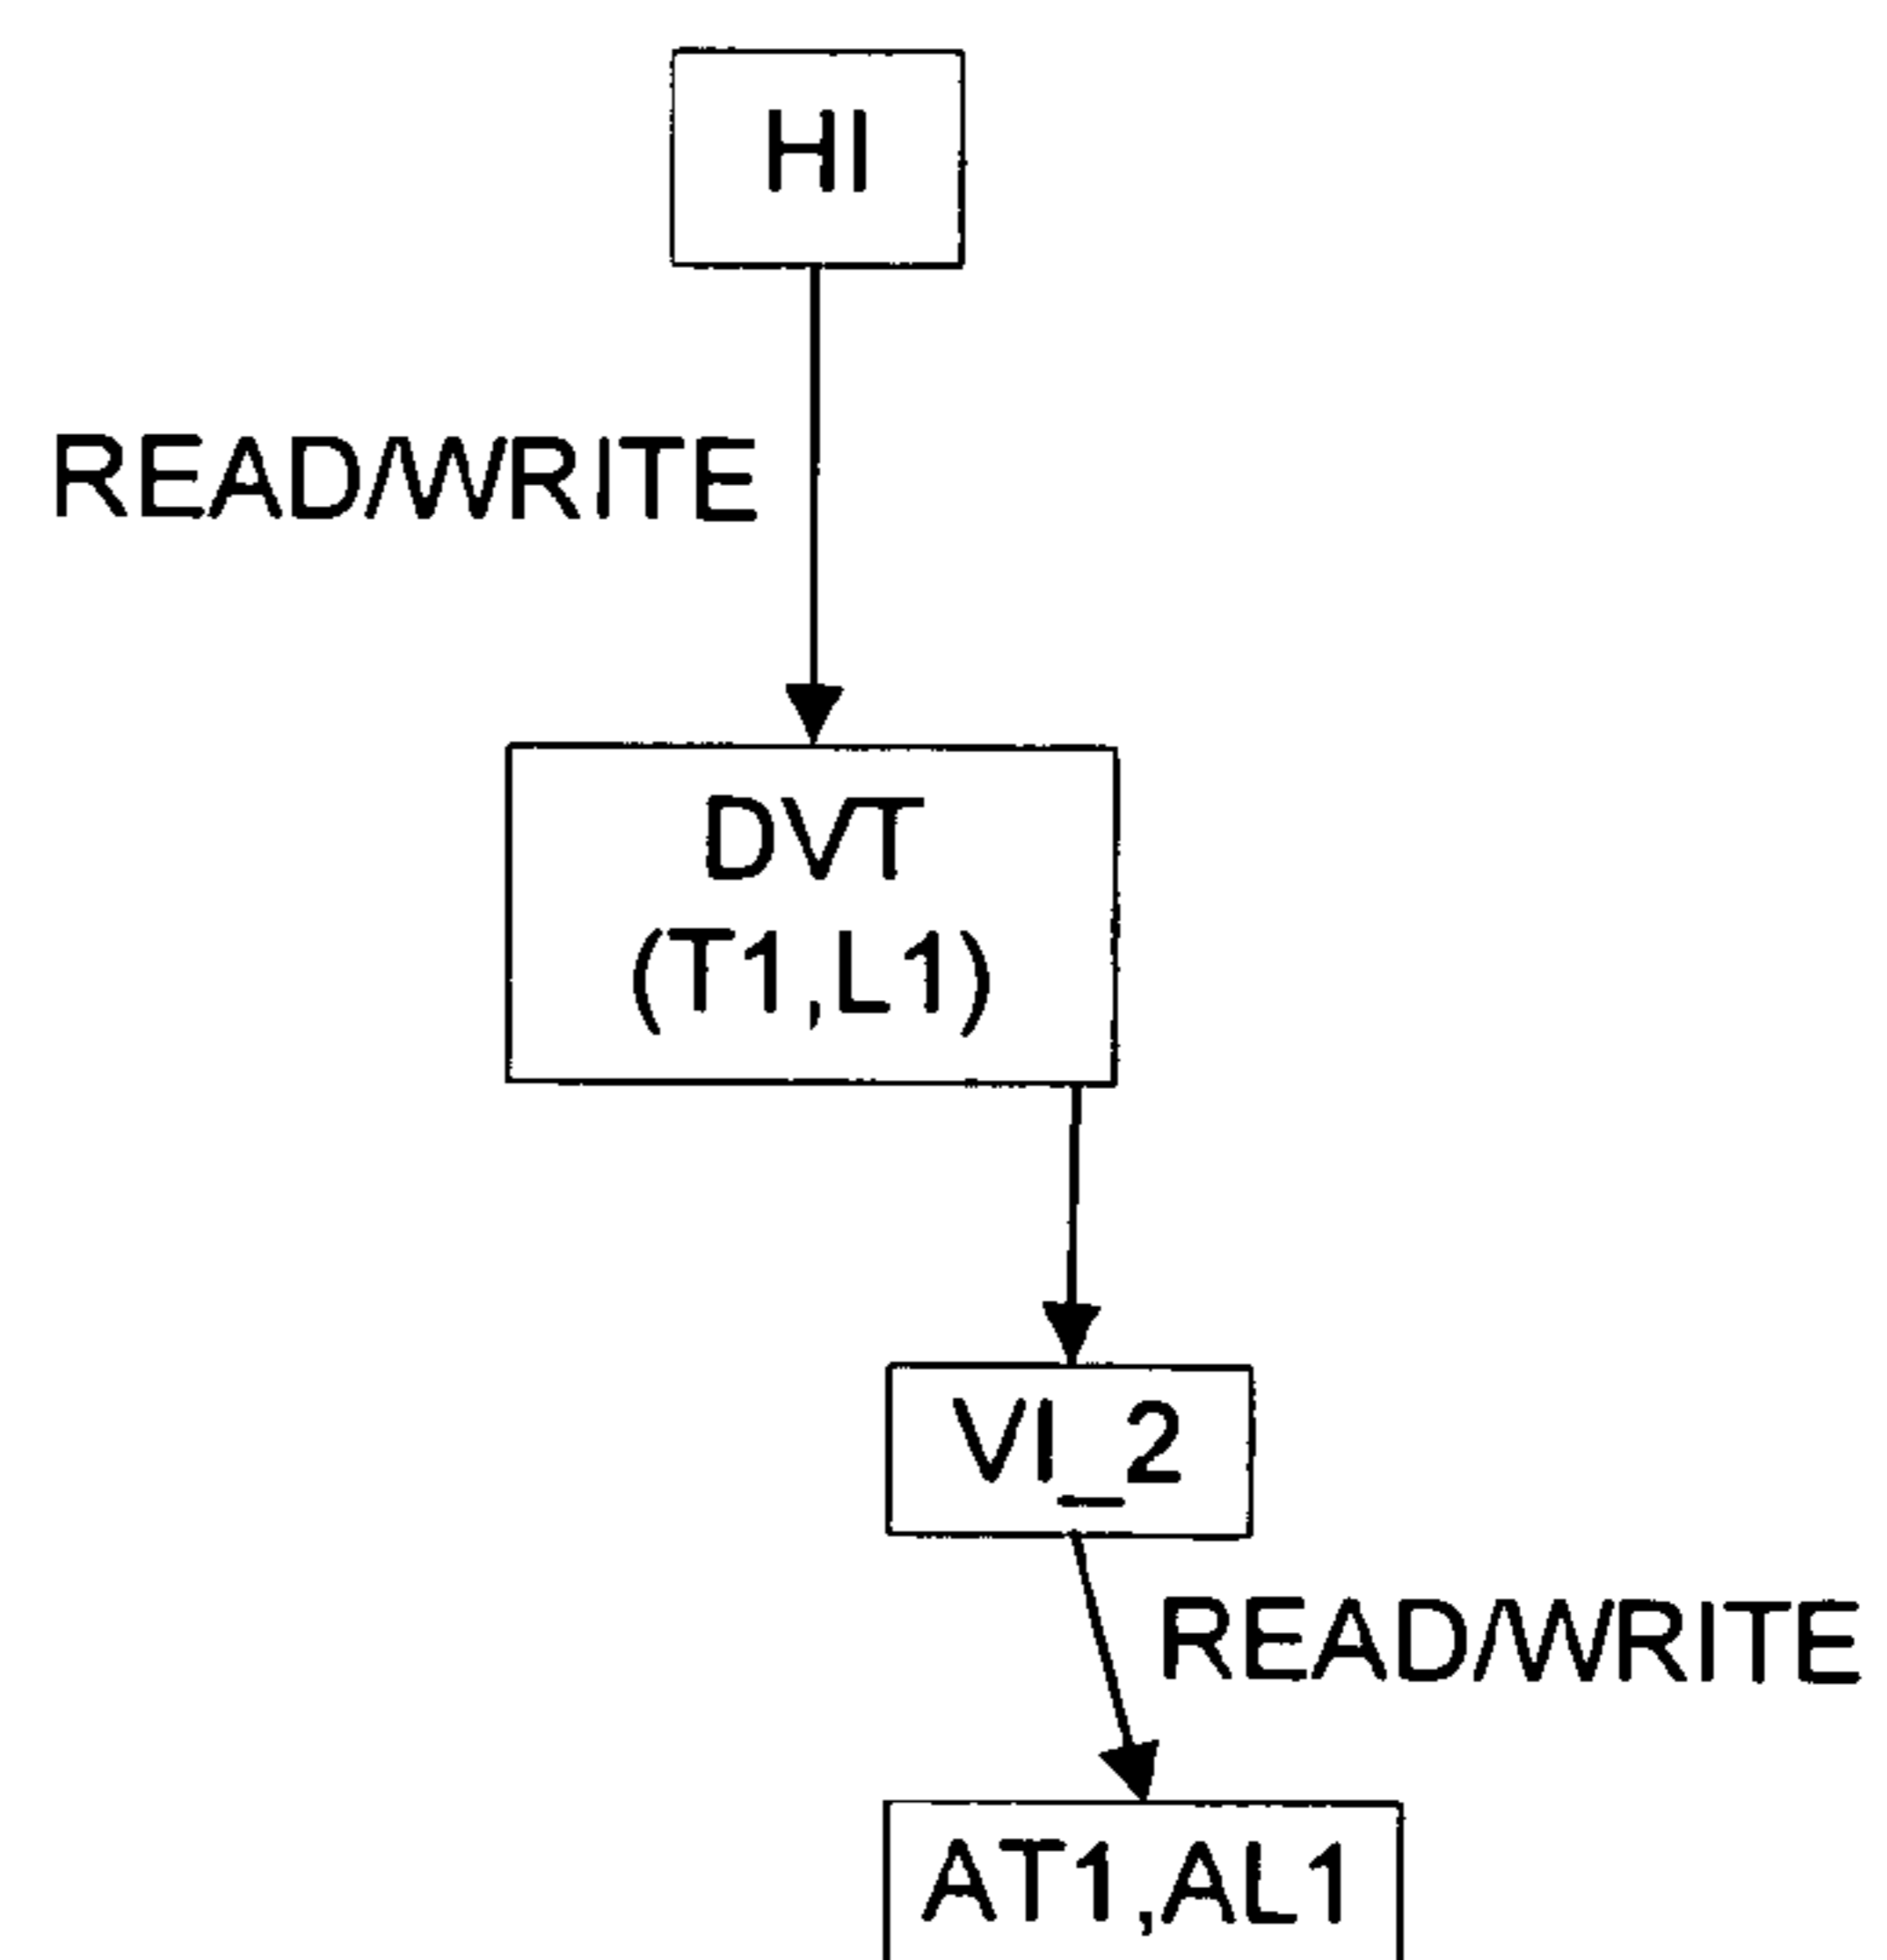 HI
READ/WRITE
DVT
(T1,L1)
VI_2
READ/WRITE
AT1,AL1